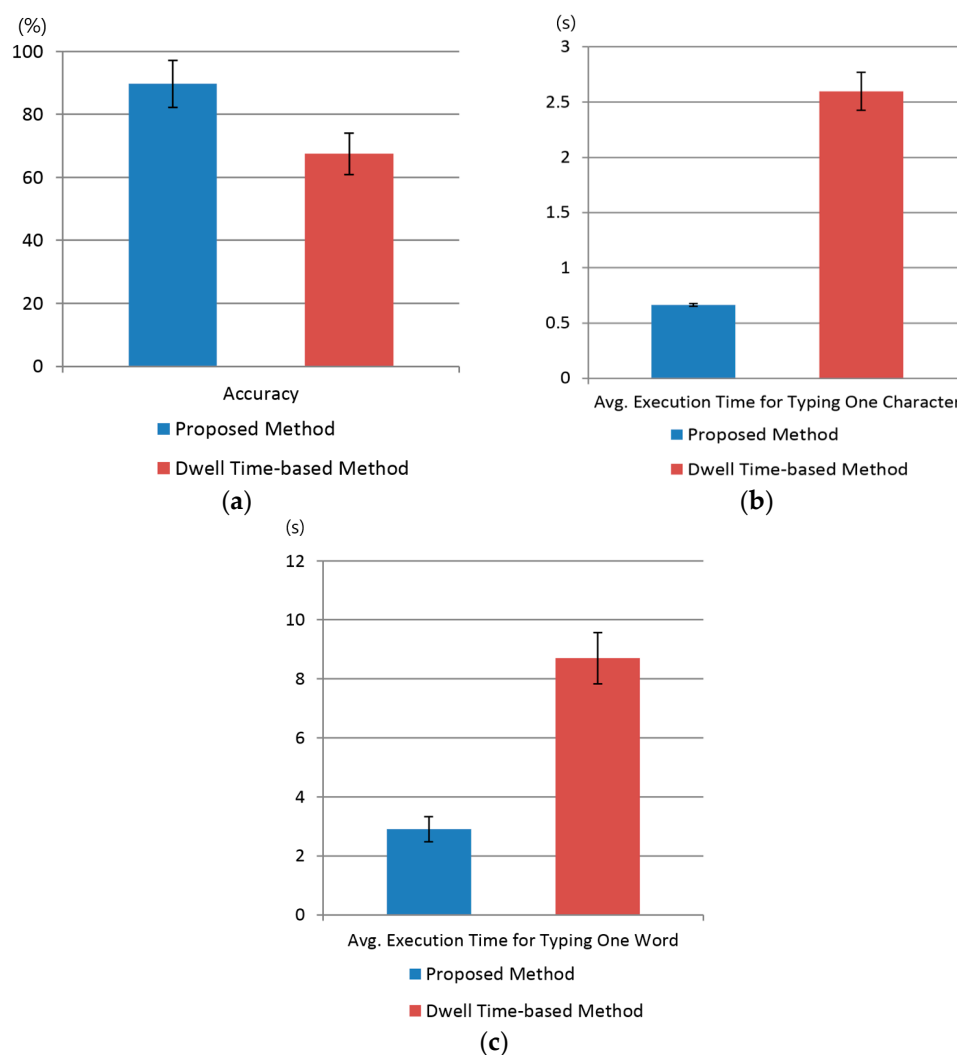 (%)
100
80
60
40
20
0
Accuracy
Proposed Method
Dwell Time-based Method
(a)
(s)
3
2.5
2
1.5
1
0.5
0
Avg. Execution Time for Typing One Character
Proposed Method
Dwell Time-based Method
(b)
(s)
12
10
8
6
4
2
0
Avg. Execution Time for Typing One Word
Proposed Method
Dwell Time-based Method
(c)